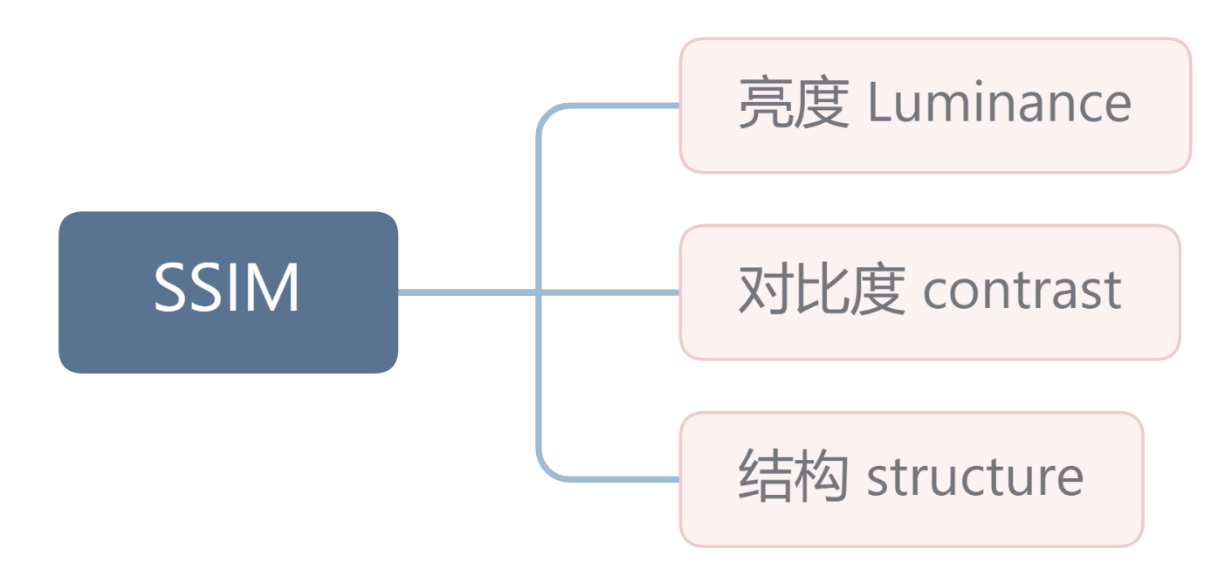 SSIM
亮度 Luminance
对比度 contrast
结构 structure